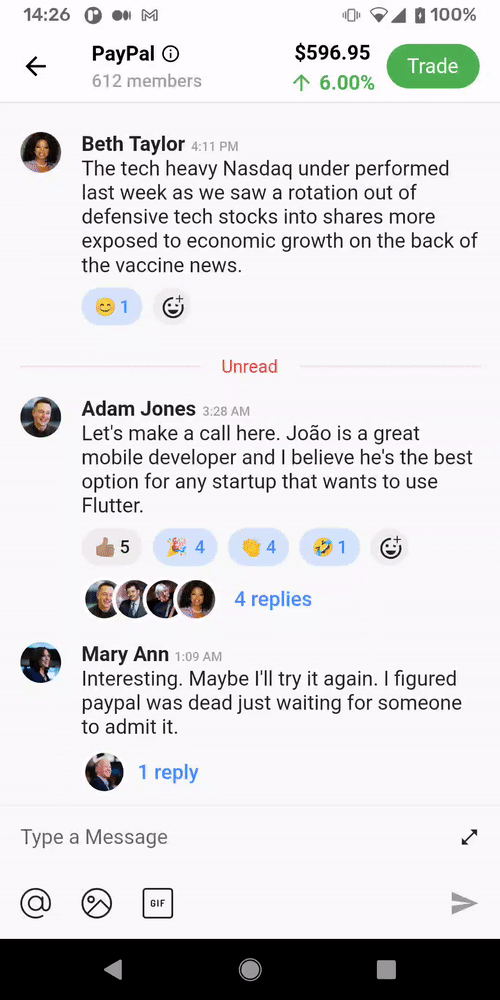 14:26 100%
PayPal $596.95 Trade
612 members ↑ 6.00%
Beth Taylor 4:11 PM
The tech heavy Nasdaq under performed
last week as we saw a rotation out of
defensive tech stocks into shares more
exposed to economic growth on the back of
the vaccine news.
😊 1
Unread
Adam Jones 3:28 AM
Let's make a call here. João is a great
mobile developer and I believe he's the best
option for any startup that wants to use
Flutter.
👍🏽 5 🎉 4 👏 4 🤣 1
4 replies
Mary Ann 1:09 AM
Interesting. Maybe I'll try it again. I figured
paypal was dead just waiting for someone
to admit it.
1 reply
Type a Message
@ GIF